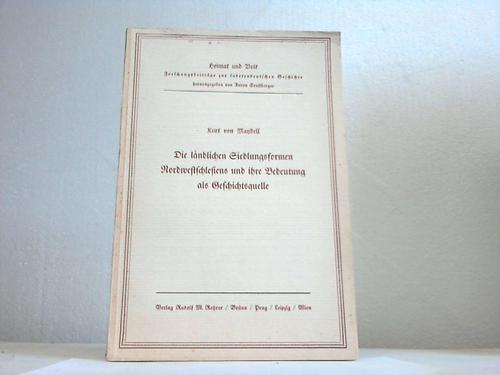 Heimat und Volk
Forschungsbeiträge zur sudetendeutschen Geschichte
herausgegeben von Anton Ernstberger
Kurt von Maydell
Die ländlichen Siedlungsformen
Nordwestschlesiens und ihre Bedeutung
als Geschichtsquelle
Verlag Rudolf M. Rohrer / Brünn / Prag / Leipzig / Wien